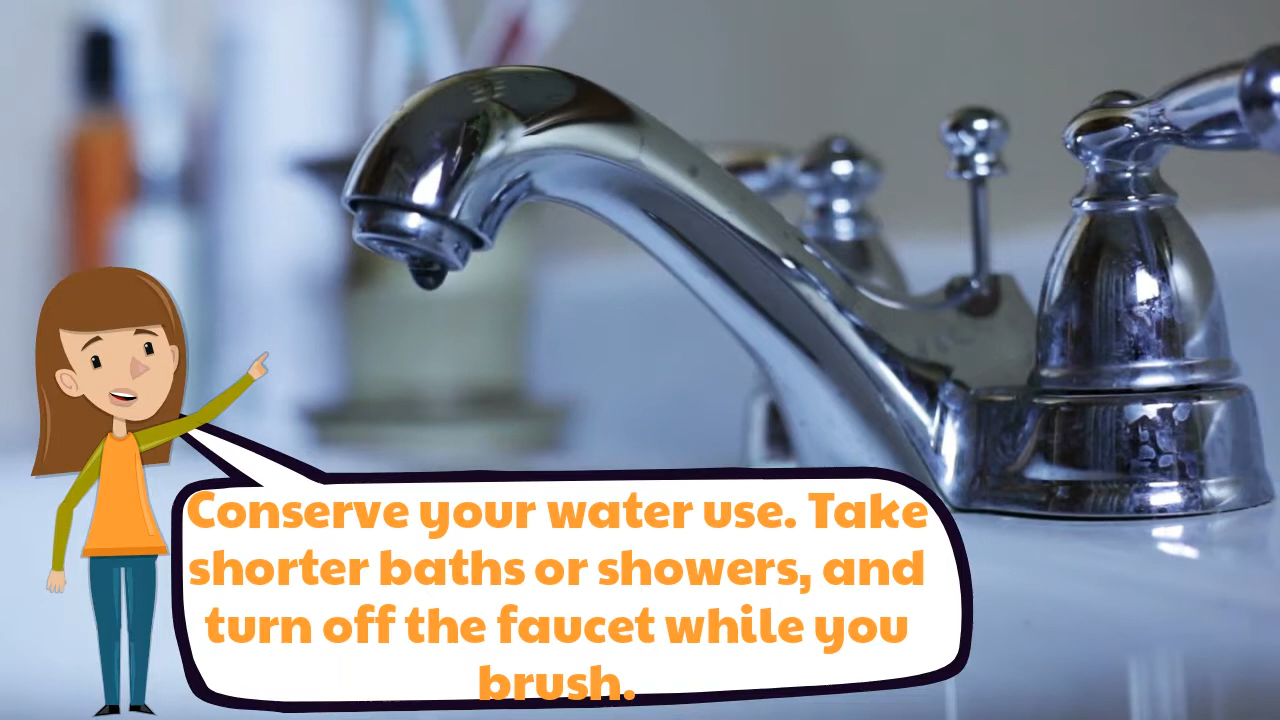 Conserve your water use. Take
shorter baths or showers, and
turn off the faucet while you
brush.